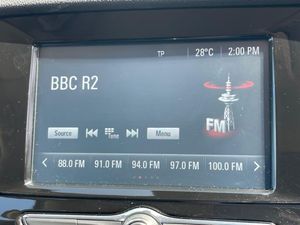 TP 28°C 2:00 PM
BBC R2
FM
Source Tune Menu
88.0 FM 91.0 FM 94.0 FM 97.0 FM 100.0 FM